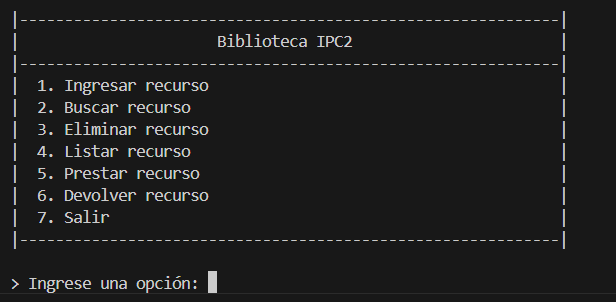 |------------------------------------------------------------|
|                      Biblioteca IPC2                       |
|------------------------------------------------------------|
|  1. Ingresar recurso                                       |
|  2. Buscar recurso                                         |
|  3. Eliminar recurso                                       |
|  4. Listar recurso                                         |
|  5. Prestar recurso                                        |
|  6. Devolver recurso                                       |
|  7. Salir                                                  |
|------------------------------------------------------------|
> Ingrese una opción: